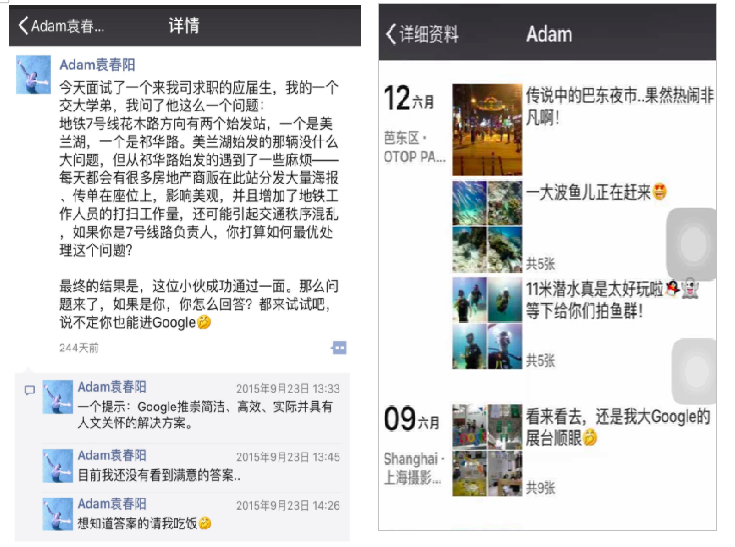 Adam袁春...
详情
Adam袁春阳
今天面试了一个来我司求职的应届生，我的一个
交大学弟，我问了他这么一个问题：
地铁7号线花木路方向有两个始发站，一个是美
兰湖，一个是祁华路。美兰湖始发的那辆没什么
大问题，但从祁华路始发的遇到了一些麻烦——
每天都会有很多房地产商贩在此站分发大量海报
、传单在座位上，影响美观，并且增加了地铁工
作人员的打扫工作量，还可能引起交通秩序混乱
，如果你是7号线路负责人，你打算如何最优处
理这个问题?
最终的结果是，这位小伙成功通过一面。那么问
题来了，如果是你，你怎么回答？都来试试吧，
说不定你也能进Google🤔
244天前
Adam袁春阳
2015年9月23日 13:33
一个提示：Google推崇简洁、高效、实际并具有
人文关怀的解决方案。
Adam袁春阳
2015年9月23日 13:45
目前我还没有看到满意的答案..
Adam袁春阳
2015年9月23日 14:26
想知道答案的请我吃饭🤔
详细资料
Adam
12六月
芭东区·
OTOP PA...
传说中的巴东夜市..果然热闹非
凡啊！
一大波鱼儿正在赶来😍
共5张
11米潜水真是太好玩啦🐧👻
等下给你们拍鱼群！
共5张
09六月
Shanghai ·
上海摄影...
看来看去，还是我大Google的
展台顺眼🤔
共9张